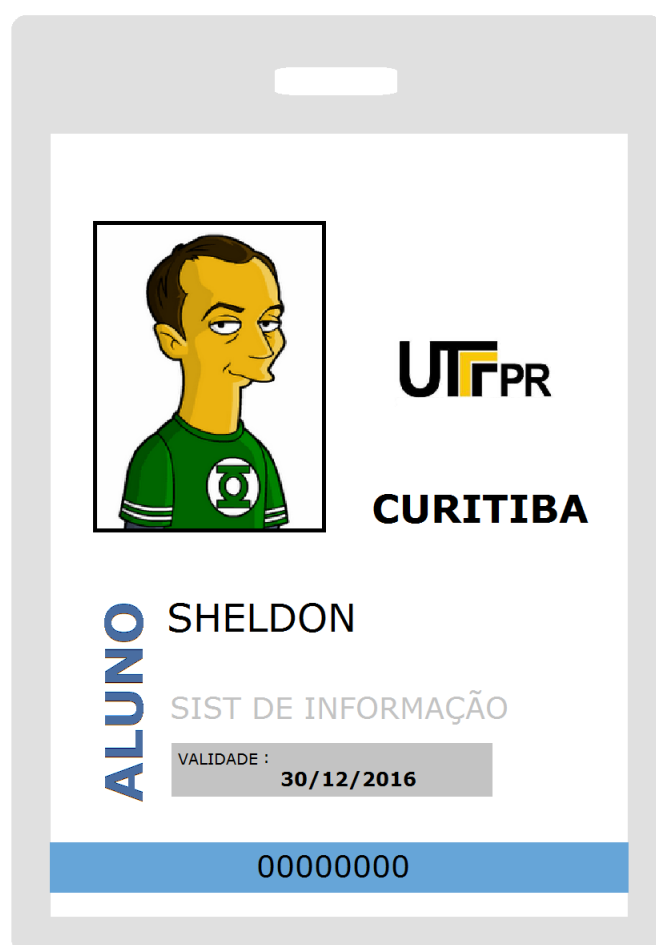 UTFPR
CURITIBA
ALUNO
SHELDON
SIST DE INFORMAÇÃO
VALIDADE :
30/12/2016
00000000